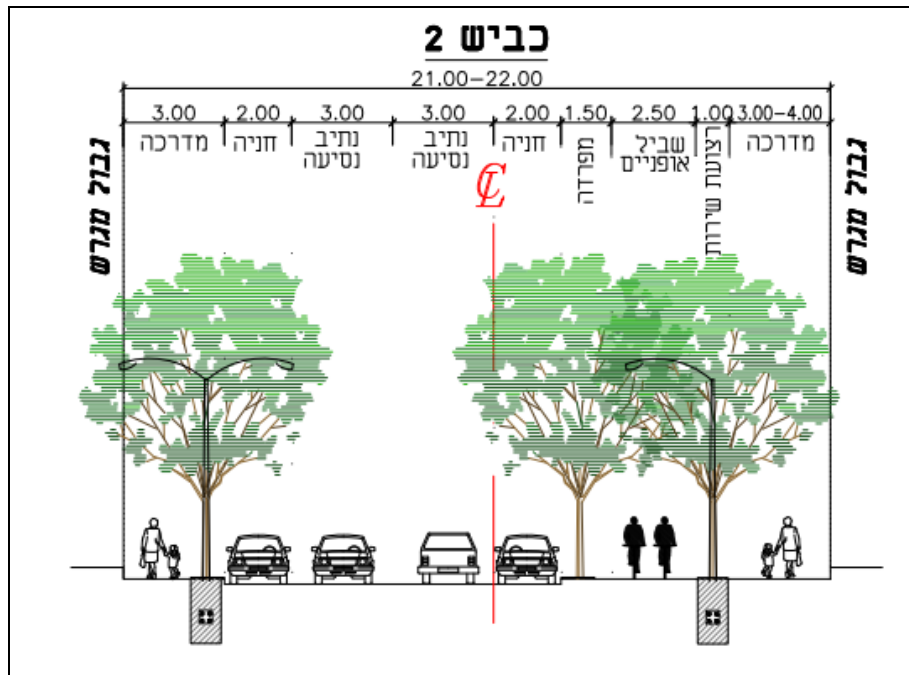 כביש 2
21.00-22.00
3.00 2.00 3.00 3.00 2.00 1.50 2.50 1.00 3.00-4.00
מדרכה
חניה
נתיב
נסיעה
נתיב
נסיעה
חניה
מפרדה
שביל
אופניים
רצועת שירות
מדרכה
גבול מגרש
גבול מגרש
CL